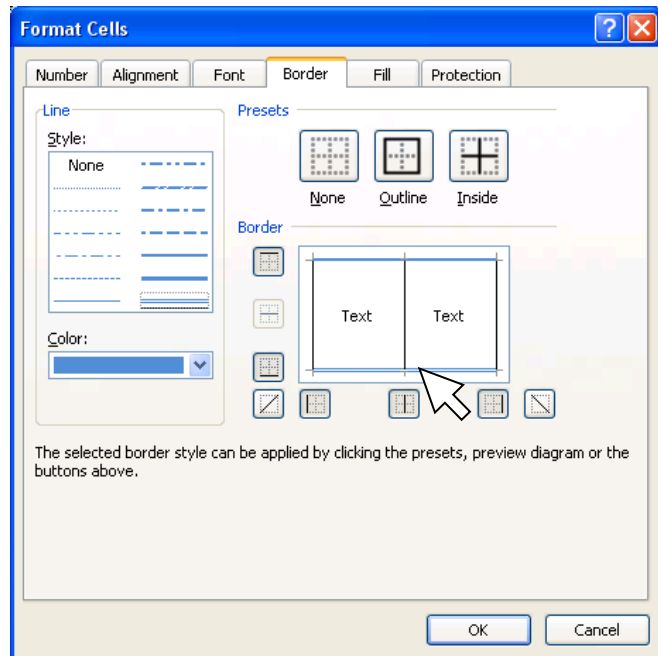 Format Cells
Number Alignment Font Border Fill Protection
Line
Style:
None
Color:
Presets
None Outline Inside
Border
Text Text
The selected border style can be applied by clicking the presets, preview diagram or the
buttons above.
OK Cancel